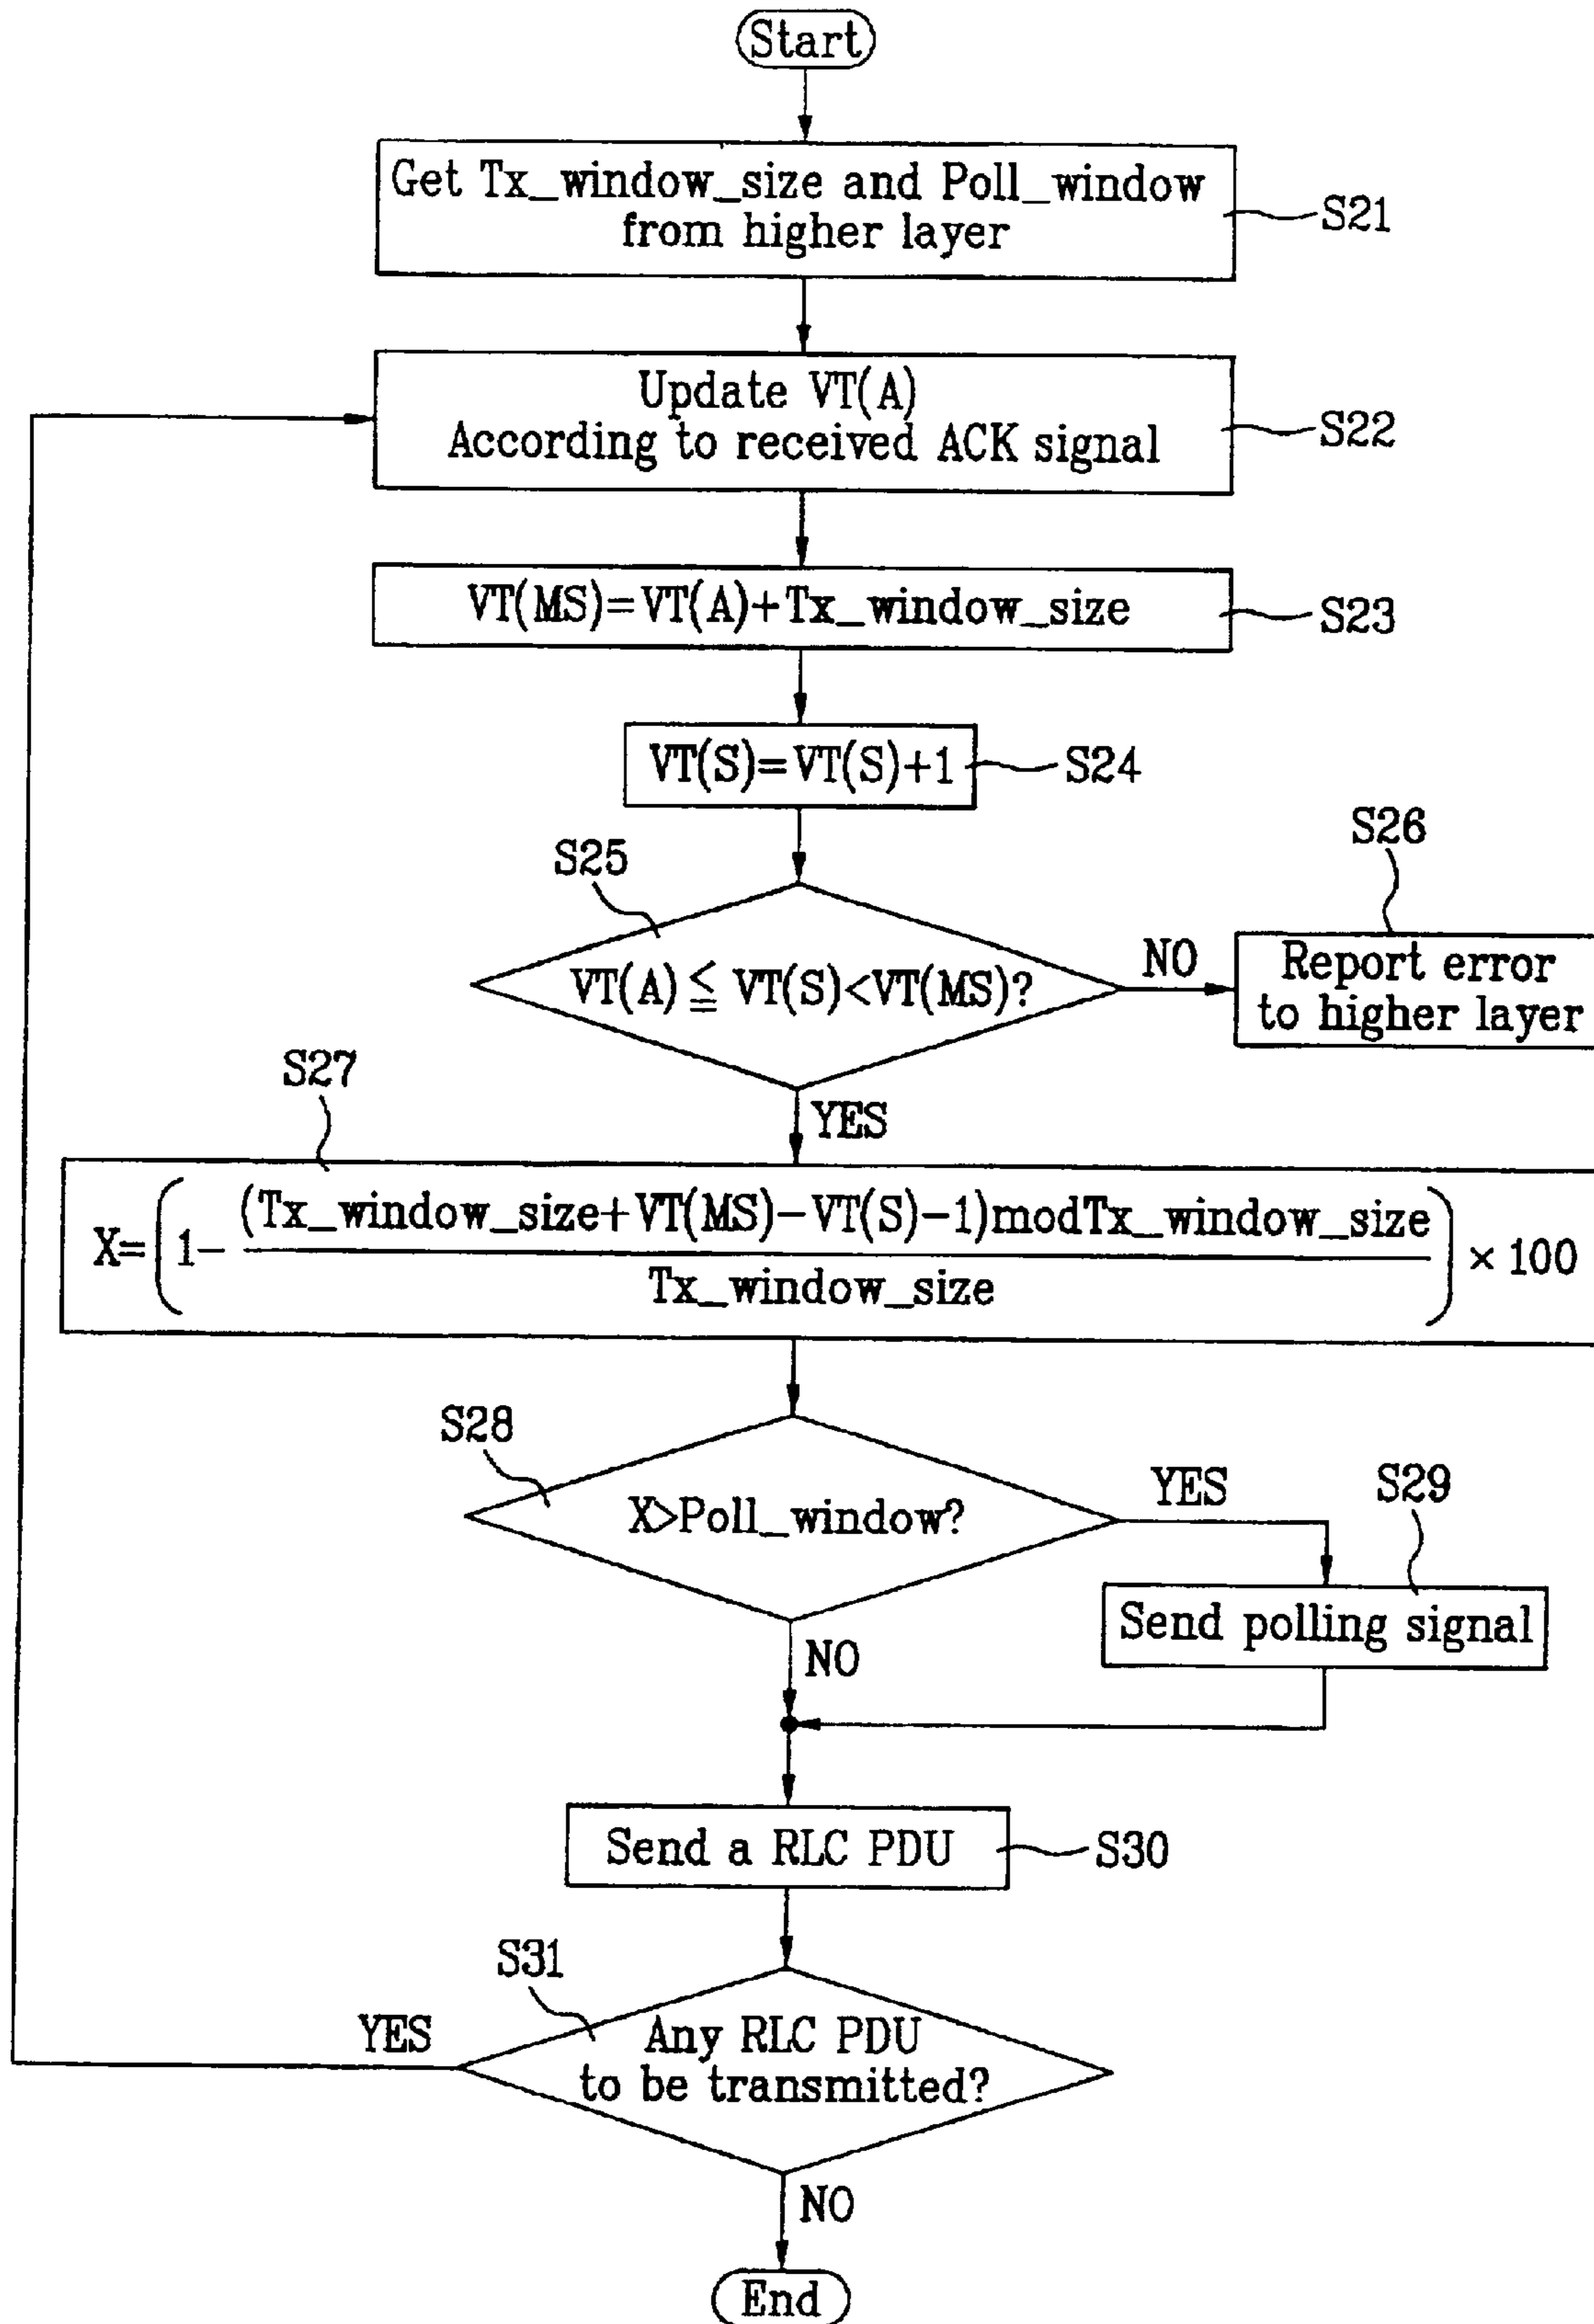 Start
Get Tx_window_size and Poll_window
from higher layer
S21
Update VT(A)
According to received ACK signal
S22
VT(MS)=VT(A)+Tx_window_size
S23
VT(S)=VT(S)+1
S24
S25
VT(A)≦VT(S)<VT(MS)?
NO
S26
Report error
to higher layer
YES
S27
X=(1-(Tx_window_size+VT(MS)-VT(S)-1)modTx_window_size
Tx_window_size)×100
S28
X>Poll_window?
YES
S29
Send polling signal
NO
Send a RLC PDU
S30
S31
Any RLC PDU
to be transmitted?
YES
NO
End